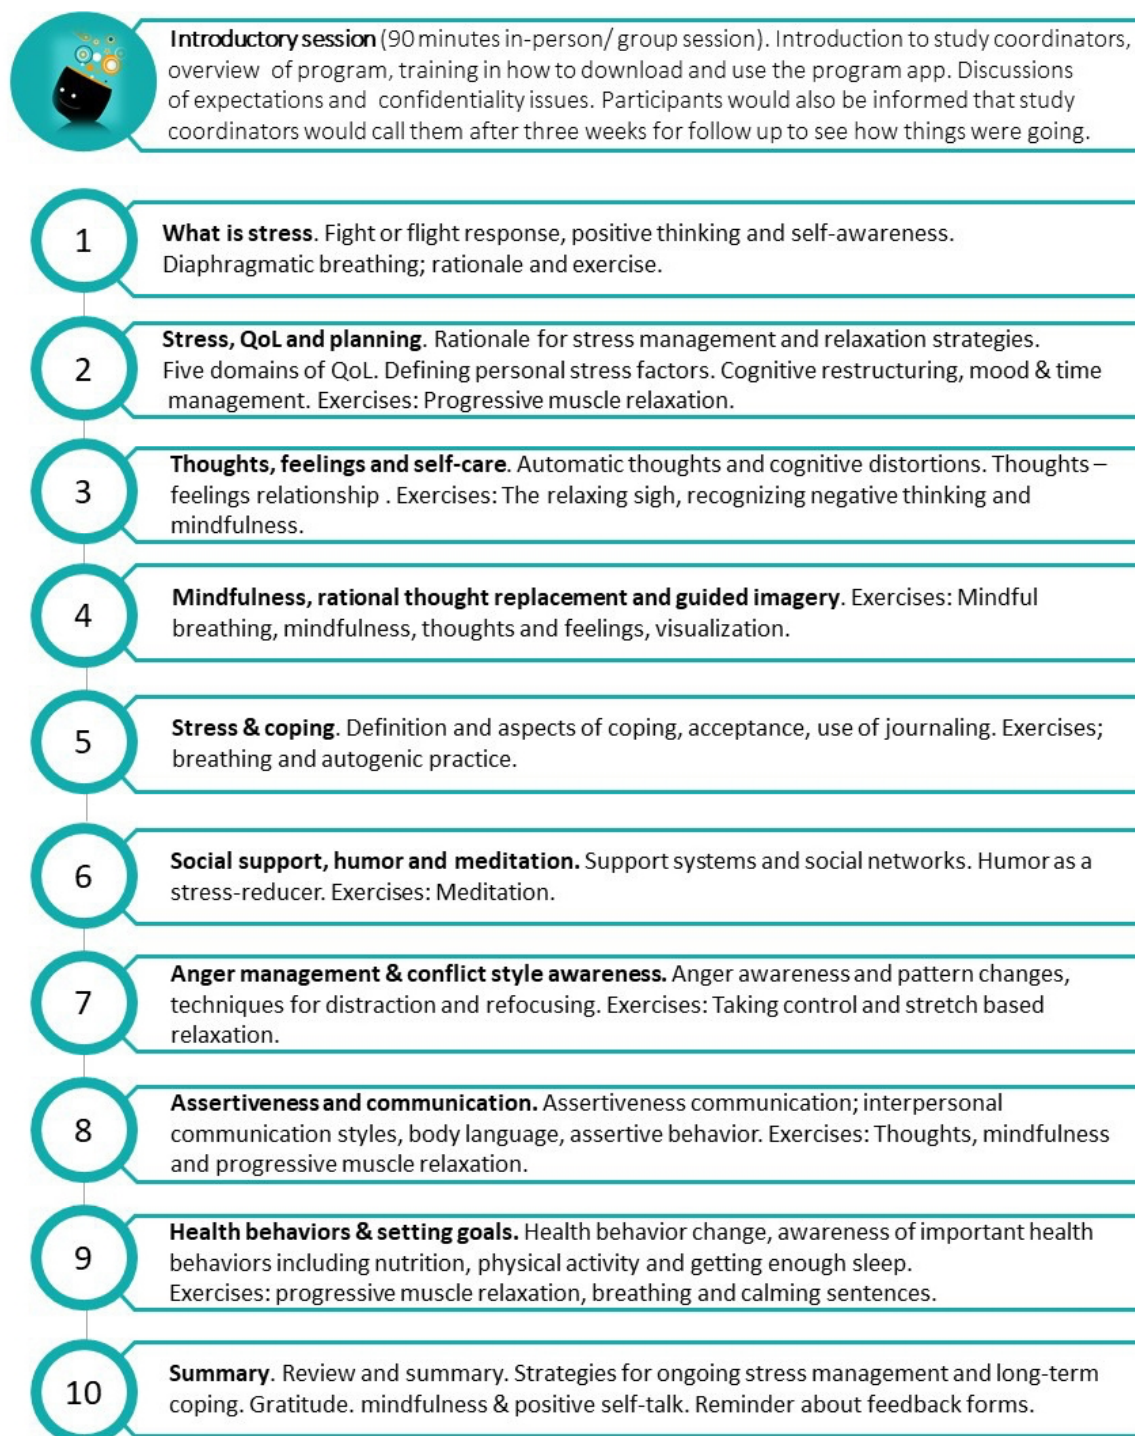 Introductory session (90 minutes in-person/ group session). Introduction to study coordinators,
overview of program, training in how to download and use the program app. Discussions
of expectations and confidentiality issues. Participants would also be informed that study
coordinators would call them after three weeks for follow up to see how things were going.
1
What is stress. Fight or flight response, positive thinking and self-awareness.
Diaphragmatic breathing; rationale and exercise.
2
Stress, QoL and planning. Rationale for stress management and relaxation strategies.
Five domains of QoL. Defining personal stress factors. Cognitive restructuring, mood & time
management. Exercises: Progressive muscle relaxation.
3
Thoughts, feelings and self-care. Automatic thoughts and cognitive distortions. Thoughts –
feelings relationship . Exercises: The relaxing sigh, recognizing negative thinking and
mindfulness.
4
Mindfulness, rational thought replacement and guided imagery. Exercises: Mindful
breathing, mindfulness, thoughts and feelings, visualization.
5
Stress & coping. Definition and aspects of coping, acceptance, use of journaling. Exercises;
breathing and autogenic practice.
6
Social support, humor and meditation. Support systems and social networks. Humor as a
stress-reducer. Exercises: Meditation.
7
Anger management & conflict style awareness. Anger awareness and pattern changes,
techniques for distraction and refocusing. Exercises: Taking control and stretch based
relaxation.
8
Assertiveness and communication. Assertiveness communication; interpersonal
communication styles, body language, assertive behavior. Exercises: Thoughts, mindfulness
and progressive muscle relaxation.
9
Health behaviors & setting goals. Health behavior change, awareness of important health
behaviors including nutrition, physical activity and getting enough sleep.
Exercises: progressive muscle relaxation, breathing and calming sentences.
10
Summary. Review and summary. Strategies for ongoing stress management and long-term
coping. Gratitude. mindfulness & positive self-talk. Reminder about feedback forms.